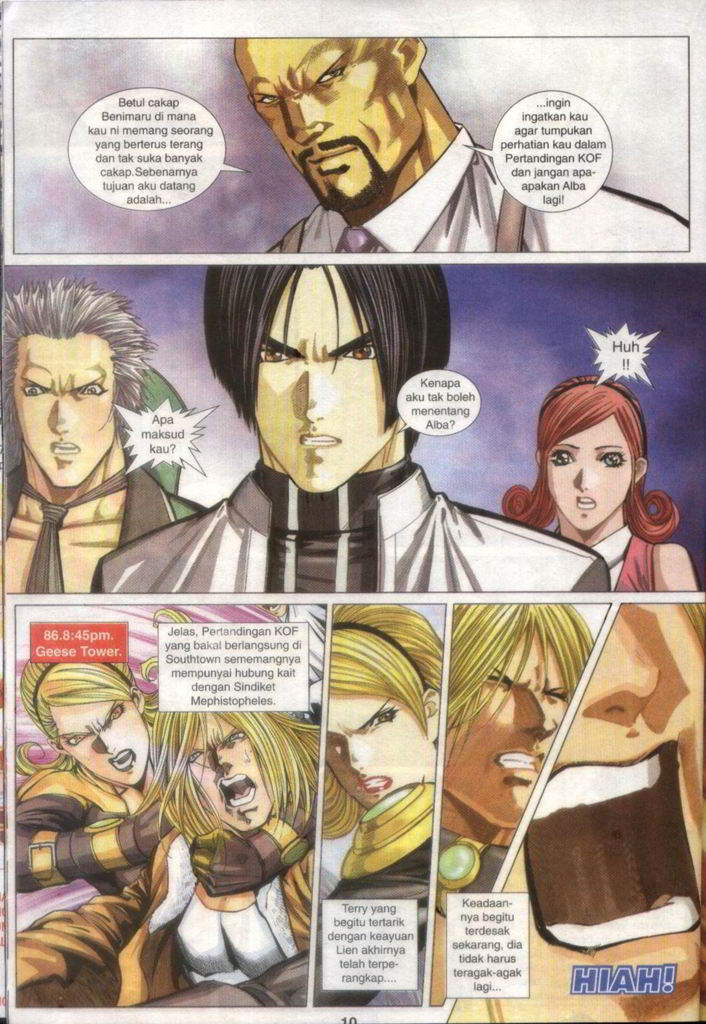 Betul cakap
Benimaru di mana
kau ni memang seorang
yang berterus terang
dan tak suka banyak
cakap.Sebenarnya
tujuan aku datang
adalah...
...ingin
ingatkan kau
agar tumpukan
perhatian kau dalam
Pertandingan KOF
dan jangan apa-
apakan Alba
lagi!
Apa
maksud
kau?
Kenapa
aku tak boleh
menentang
Alba?
Huh
!!
86.8:45pm.
Geese Tower.
Jelas, Pertandingan KOF
yang bakal berlangsung di
Southtown sememangnya
mempunyai hubung kait
dengan Sindiket
Mephistopheles.
Terry yang
begitu tertarik
dengan keayuan
Lien akhirnya
telah terpe-
rangkap....
Keadaan-
nya begitu
terdesak
sekarang, dia
tidak harus
teragak-agak
lagi...
HIAH!
10